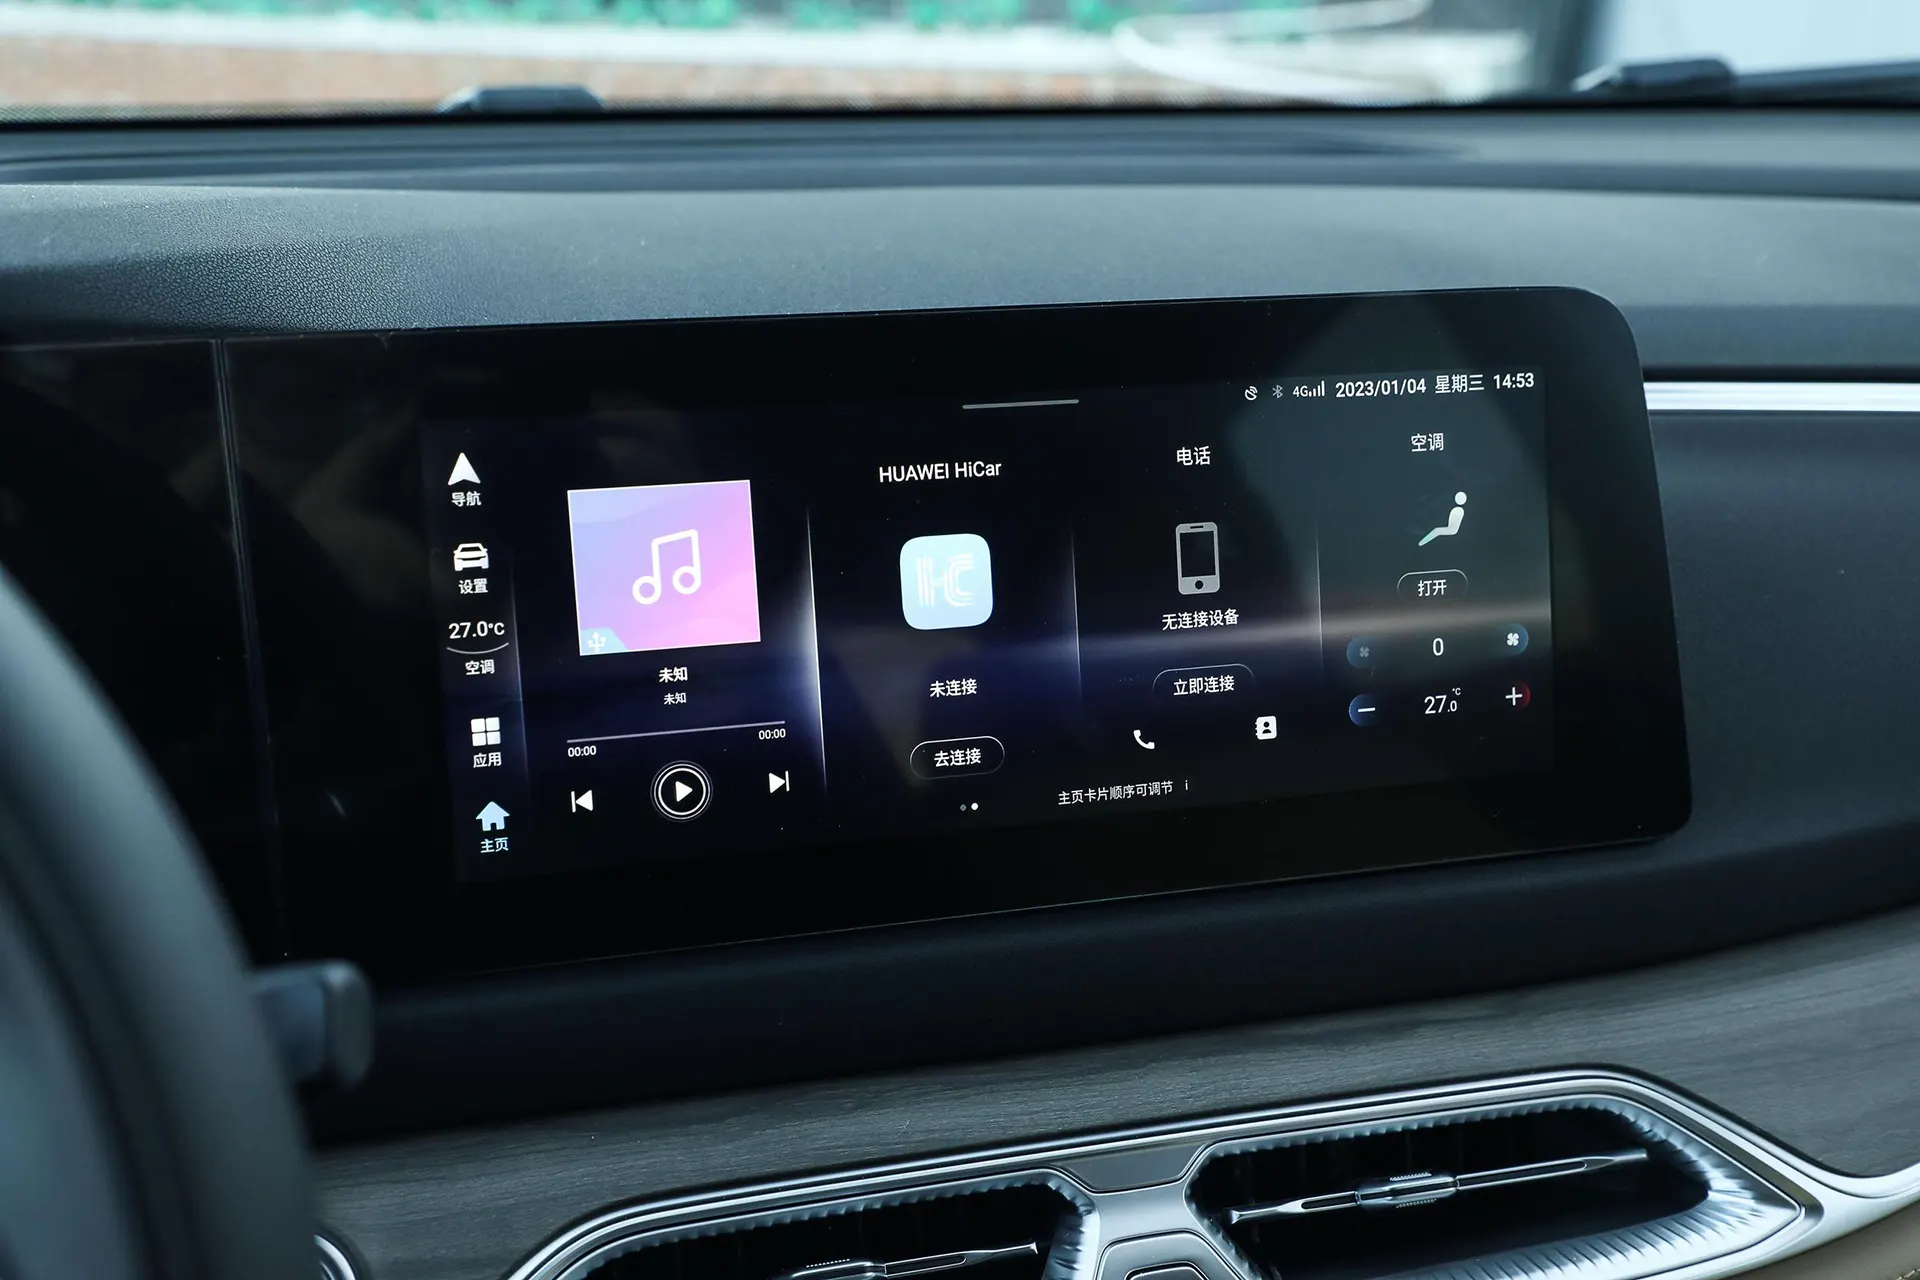 4G 2023/01/04 星期三 14:53
导航
设置
27.0°C
空调
应用
主页
未知
未知
00:00
00:00
HUAWEI HiCar
HC
未连接
去连接
电话
无连接设备
立即连接
主页卡片顺序可调节 i
空调
打开
0
27.0°C